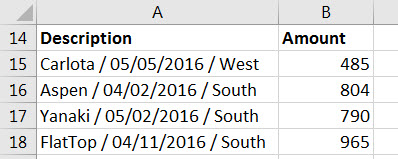 A B
14 Description Amount
15 Carlota / 05/05/2016 / West 485
16 Aspen / 04/02/2016 / South 804
17 Yanaki / 05/02/2016 / South 790
18 FlatTop / 04/11/2016 / South 965